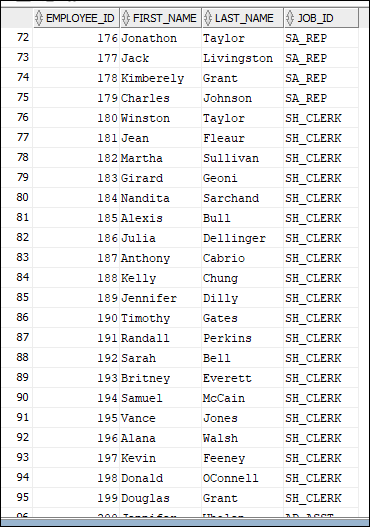 EMPLOYEE_ID FIRST_NAME LAST_NAME JOB_ID
72 176 Jonathon Taylor SA_REP
73 177 Jack Livingston SA_REP
74 178 Kimberely Grant SA_REP
75 179 Charles Johnson SA_REP
76 180 Winston Taylor SH_CLERK
77 181 Jean Fleaur SH_CLERK
78 182 Martha Sullivan SH_CLERK
79 183 Girard Geoni SH_CLERK
80 184 Nandita Sarchand SH_CLERK
81 185 Alexis Bull SH_CLERK
82 186 Julia Dellinger SH_CLERK
83 187 Anthony Cabrio SH_CLERK
84 188 Kelly Chung SH_CLERK
85 189 Jennifer Dilly SH_CLERK
86 190 Timothy Gates SH_CLERK
87 191 Randall Perkins SH_CLERK
88 192 Sarah Bell SH_CLERK
89 193 Britney Everett SH_CLERK
90 194 Samuel McCain SH_CLERK
91 195 Vance Jones SH_CLERK
92 196 Alana Walsh SH_CLERK
93 197 Kevin Feeney SH_CLERK
94 198 Donald OConnell SH_CLERK
95 199 Douglas Grant SH_CLERK
96 200 Jennifer Whalen AD_ASST